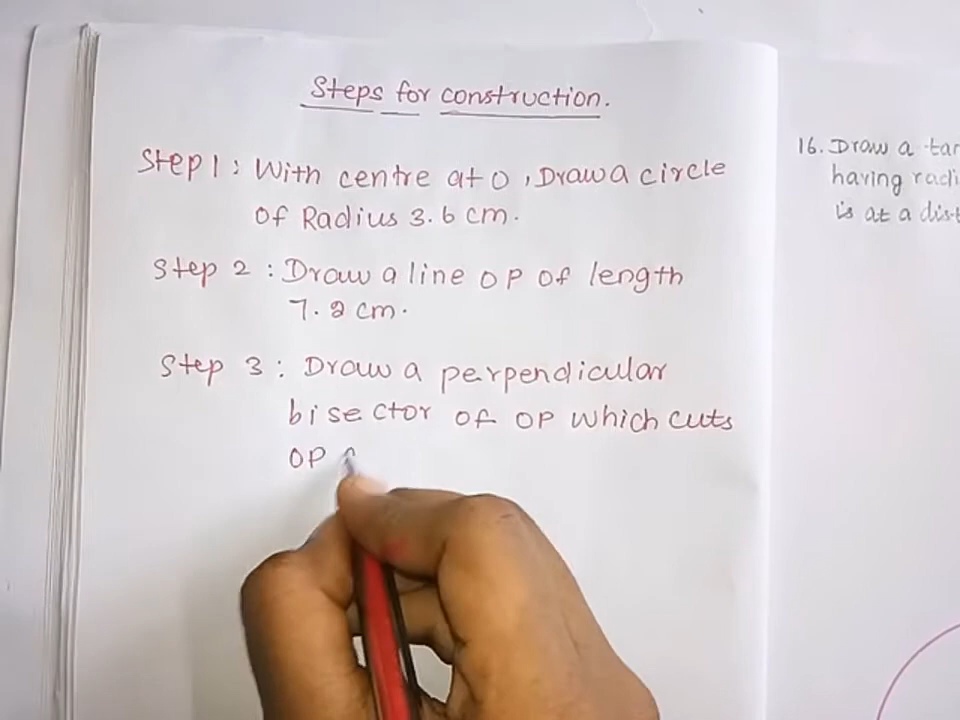 Steps for construction.
Step 1 : With centre at O , Draw a circle
of Radius 3.6 cm.
Step 2 : Draw a line OP of length
7.2 cm.
Step 3 : Draw a perpendicular
bisector of OP which cuts
OP
16. Draw a tan
having radi
is at a dist